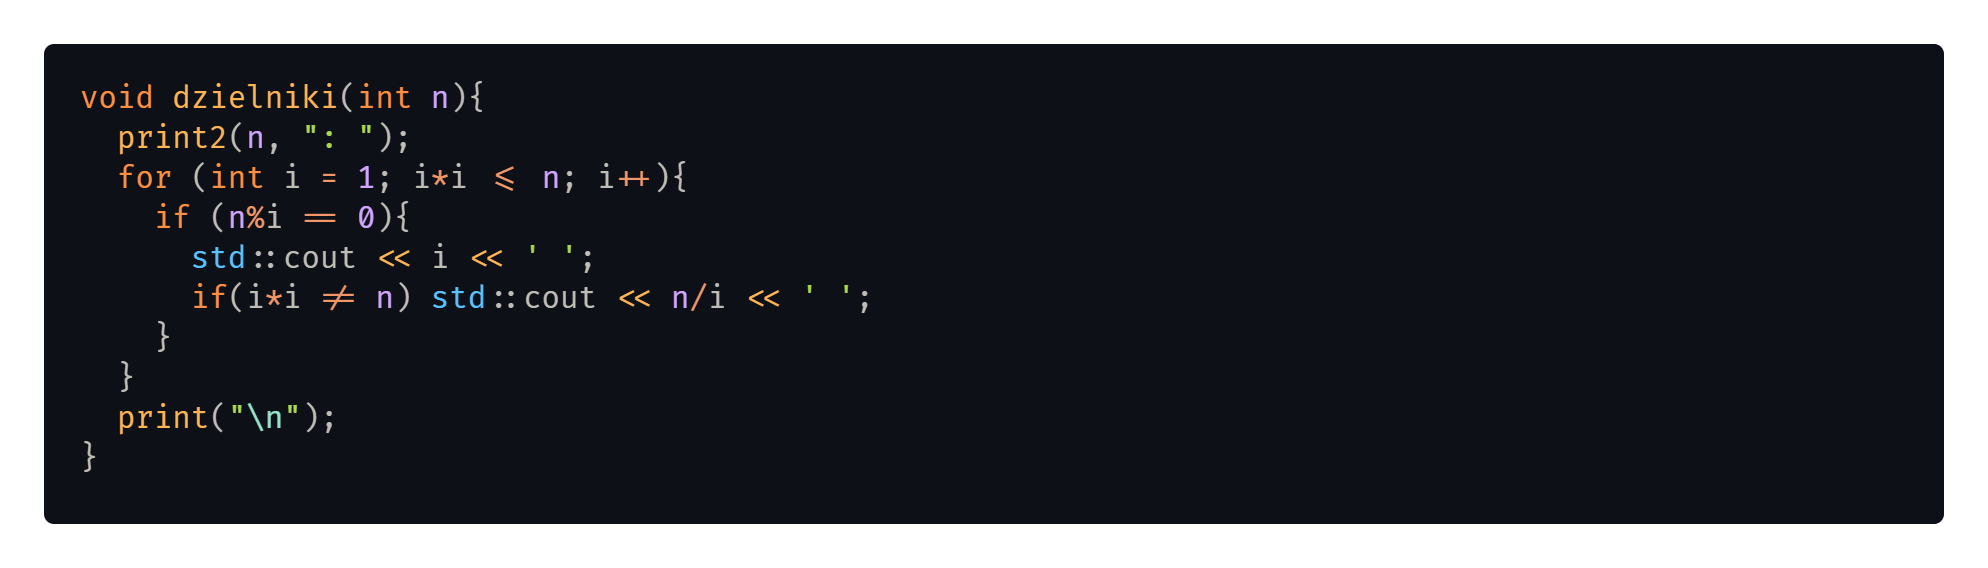 void dzielniki(int n){
  print2(n, ": ");
  for (int i = 1; i*i <= n; i++){
    if (n%i == 0){
      std::cout << i << ' ';
      if(i*i != n) std::cout << n/i << ' ';
    }
  }
  print("\n");
}